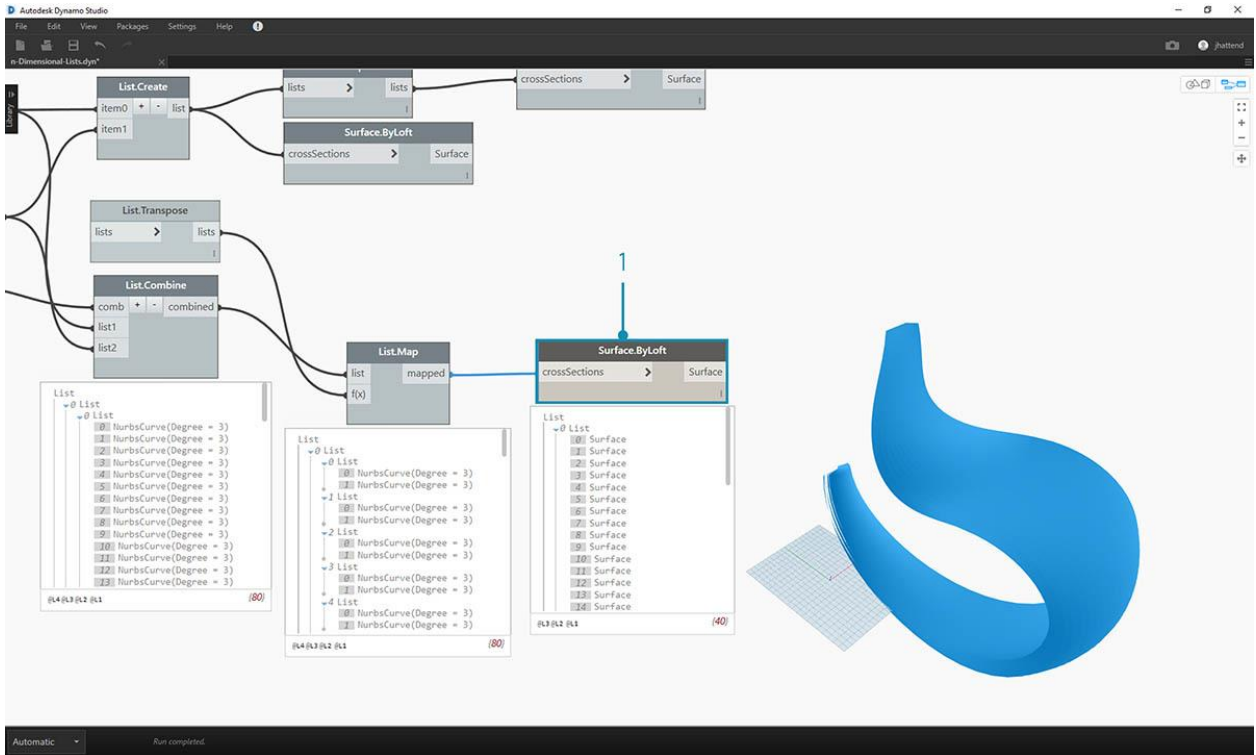 Autodesk Dynamo Studio
File Edit View Packages Settings Help
jhattend
n-Dimensional-Lists.dyn*
Library
List.Create
item0 + - list
item1
lists > lists
crossSections > Surface
Surface.ByLoft
crossSections > Surface
List.Transpose
lists > lists
List.Combine
comb + - combined
list1
list2
1
List.Map
list mapped
f(x)
Surface.ByLoft
crossSections > Surface
List
0 List
0 List
0 NurbsCurve(Degree = 3)
1 NurbsCurve(Degree = 3)
2 NurbsCurve(Degree = 3)
3 NurbsCurve(Degree = 3)
4 NurbsCurve(Degree = 3)
5 NurbsCurve(Degree = 3)
6 NurbsCurve(Degree = 3)
7 NurbsCurve(Degree = 3)
8 NurbsCurve(Degree = 3)
9 NurbsCurve(Degree = 3)
10 NurbsCurve(Degree = 3)
11 NurbsCurve(Degree = 3)
12 NurbsCurve(Degree = 3)
13 NurbsCurve(Degree = 3)
@L4 @L3 @L2 @L1 {80}
List
0 List
0 List
0 NurbsCurve(Degree = 3)
1 NurbsCurve(Degree = 3)
1 List
0 NurbsCurve(Degree = 3)
1 NurbsCurve(Degree = 3)
2 List
0 NurbsCurve(Degree = 3)
1 NurbsCurve(Degree = 3)
3 List
0 NurbsCurve(Degree = 3)
1 NurbsCurve(Degree = 3)
4 List
0 NurbsCurve(Degree = 3)
1 NurbsCurve(Degree = 3)
@L4 @L3 @L2 @L1 {80}
List
0 List
0 Surface
1 Surface
2 Surface
3 Surface
4 Surface
5 Surface
6 Surface
7 Surface
8 Surface
9 Surface
10 Surface
11 Surface
12 Surface
13 Surface
14 Surface
@L3 @L2 @L1 {40}
Automatic Run completed.